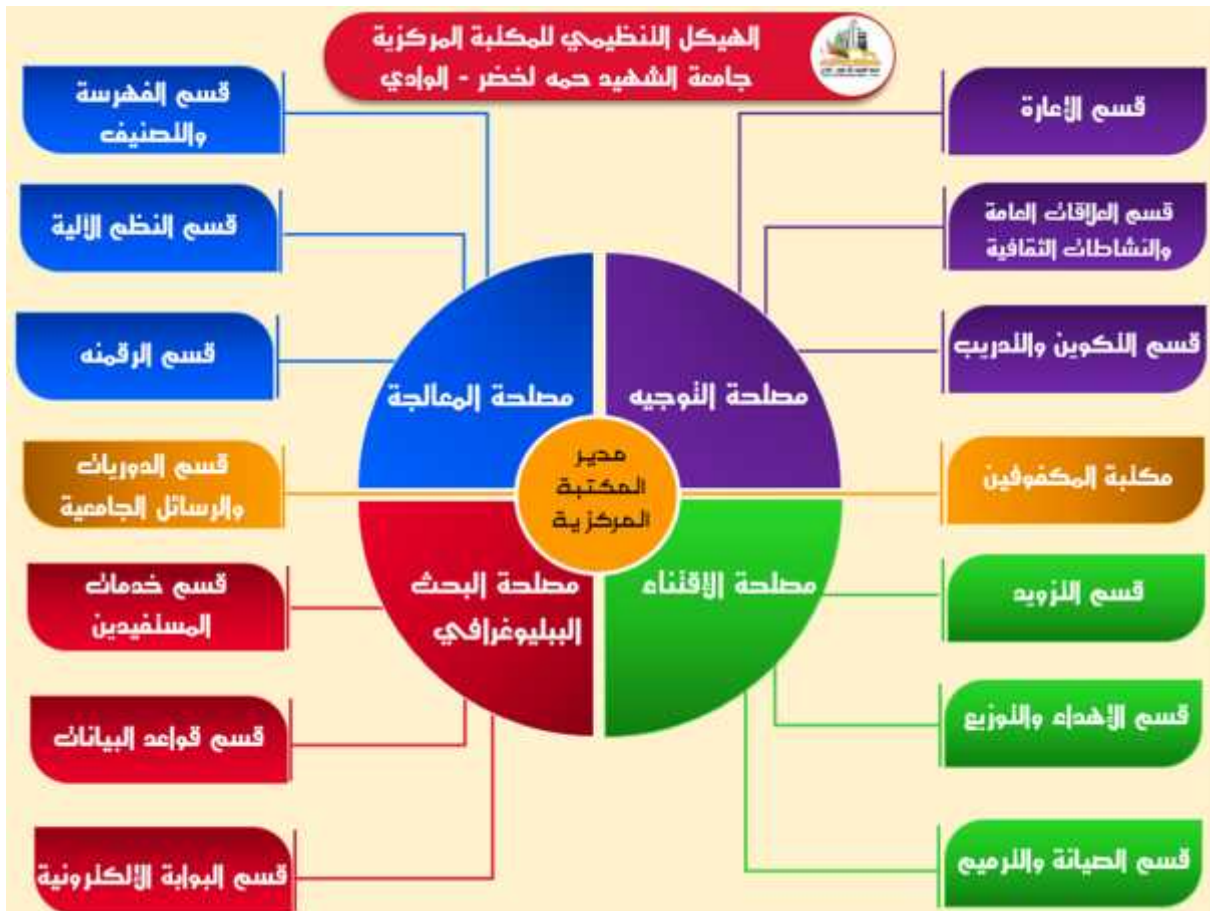 الهيكل التنظيمي للمكتبة المركزية
جامعة الشهيد حمه لخضر - الوادي
قسم الإعارة
قسم العلاقات العامة
والنشاطات الثقافية
قسم التكوين والتدريب
مكتبة المكفوفين
قسم التزويد
قسم الإهداء والتوزيع
قسم الصيانة والترميم
قسم الفهرسة
والتصنيف
قسم النظم الآلية
قسم الرقمنه
قسم الدوريات
والرسائل الجامعية
قسم خدمات
المستفيدين
قسم قواعد البيانات
قسم البوابة الإلكترونية
مصلحة التوجيه
مصلحة المعالجة
مدير
المكتبة
المركزية
مصلحة الإقتناء
مصلحة البحث
الببليوغرافي